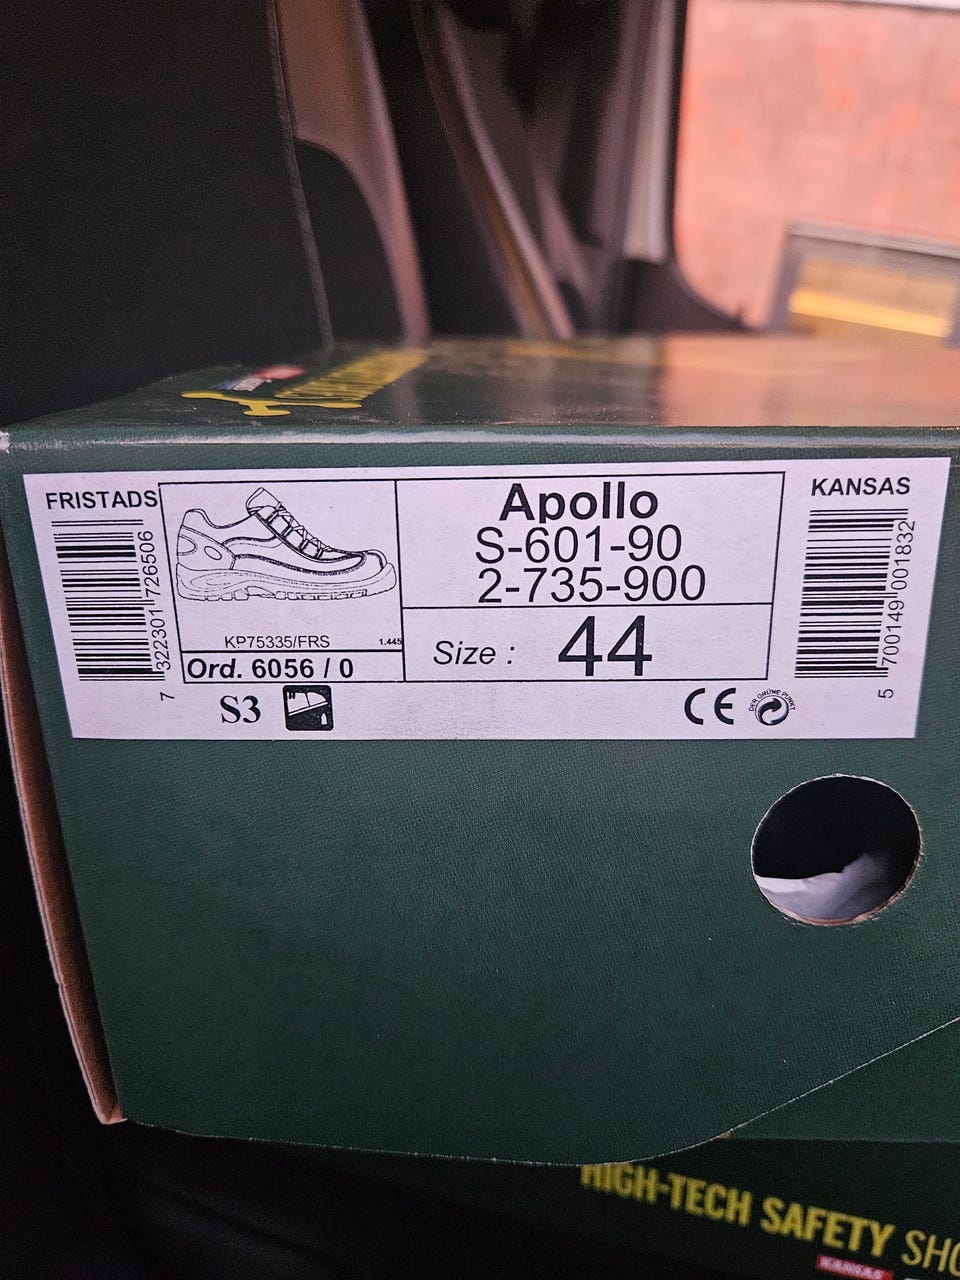 FRISTADS
7 322301 726506
KP75335/FRS
1.445
Ord. 6056 / 0
S3
Apollo
S-601-90
2-735-900
Size : 44
CE
DER GRÜNE PUNKT
KANSAS
5 700149 001832
HIGH-TECH SAFETY SHO
KANSAS